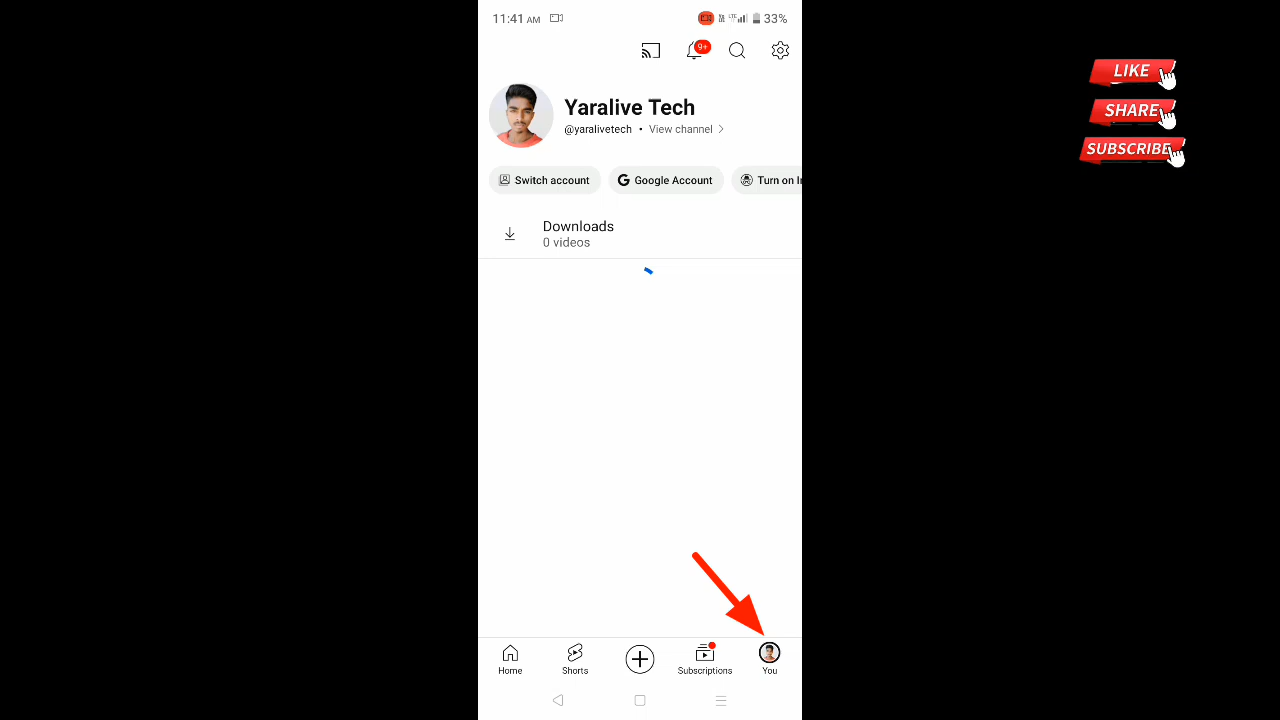 11:41 AM
33%
9+
Yaralive Tech
@yaralivetech • View channel
Switch account
Google Account
Turn on I
Downloads
0 videos
Home
Shorts
Subscriptions
You
LIKE
SHARE
SUBSCRIBE